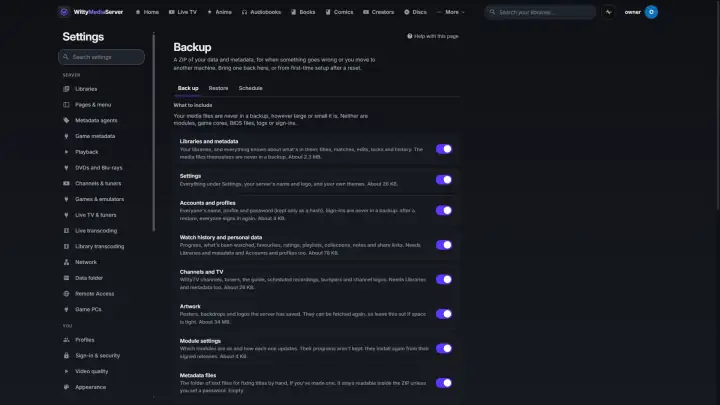 WittyMediaServer
Home
Live TV
Anime
Audiobooks
Books
Comics
Creators
Discs
More
Search your libraries...
owner
O
Settings
Search settings
SERVER
Libraries
Pages & menu
Metadata agents
Game metadata
Playback
DVDs and Blu-rays
Channels & tuners
Games & emulators
Live TV & tuners
Live transcoding
Library transcoding
Network
Data folder
Remote Access
Game PCs
YOU
Profiles
Sign-in & security
Video quality
Appearance
Backup
Help with this page
A ZIP of your data and metadata, for when something goes wrong or you move to
another machine. Bring one back here, or from first-time setup after a reset.
Back up
Restore
Schedule
What to include
Your media files are never in a backup, however large or small it is. Neither are
modules, game cores, BIOS files, logs or sign-ins.
Libraries and metadata
Your libraries, and everything known about what's in them: titles, matches, edits, locks and history. The
media files themselves are never in a backup. About 2.2 MB.
Settings
Everything under Settings, your server's name and logo, and your own themes. About 20 KB.
Accounts and profiles
Everyone's name, profile and password (kept only as a hash). Sign-ins are never in a backup: after a
restore, everyone signs in again. About 4 KB.
Watch history and personal data
Progress, what's been watched, favourites, ratings, playlists, collections, notes and share links. Needs
Libraries and metadata and Accounts and profiles too. About 76 KB.
Channels and TV
WittyTV channels, tuners, the guide, scheduled recordings, bumpers and channel logos. Needs Libraries
and metadata too. About 26 KB.
Artwork
Posters, backdrops and logos the server has saved. They can be fetched again, so leave this out if space
is tight. About 34 MB.
Module settings
Which modules are on and how each one updates. Their programs aren't kept: they install again from their
signed releases. About 4 KB.
Metadata files
The folder of text files for fixing titles by hand, if you've made one. It stays readable inside the ZIP unless
you set a password. Empty.